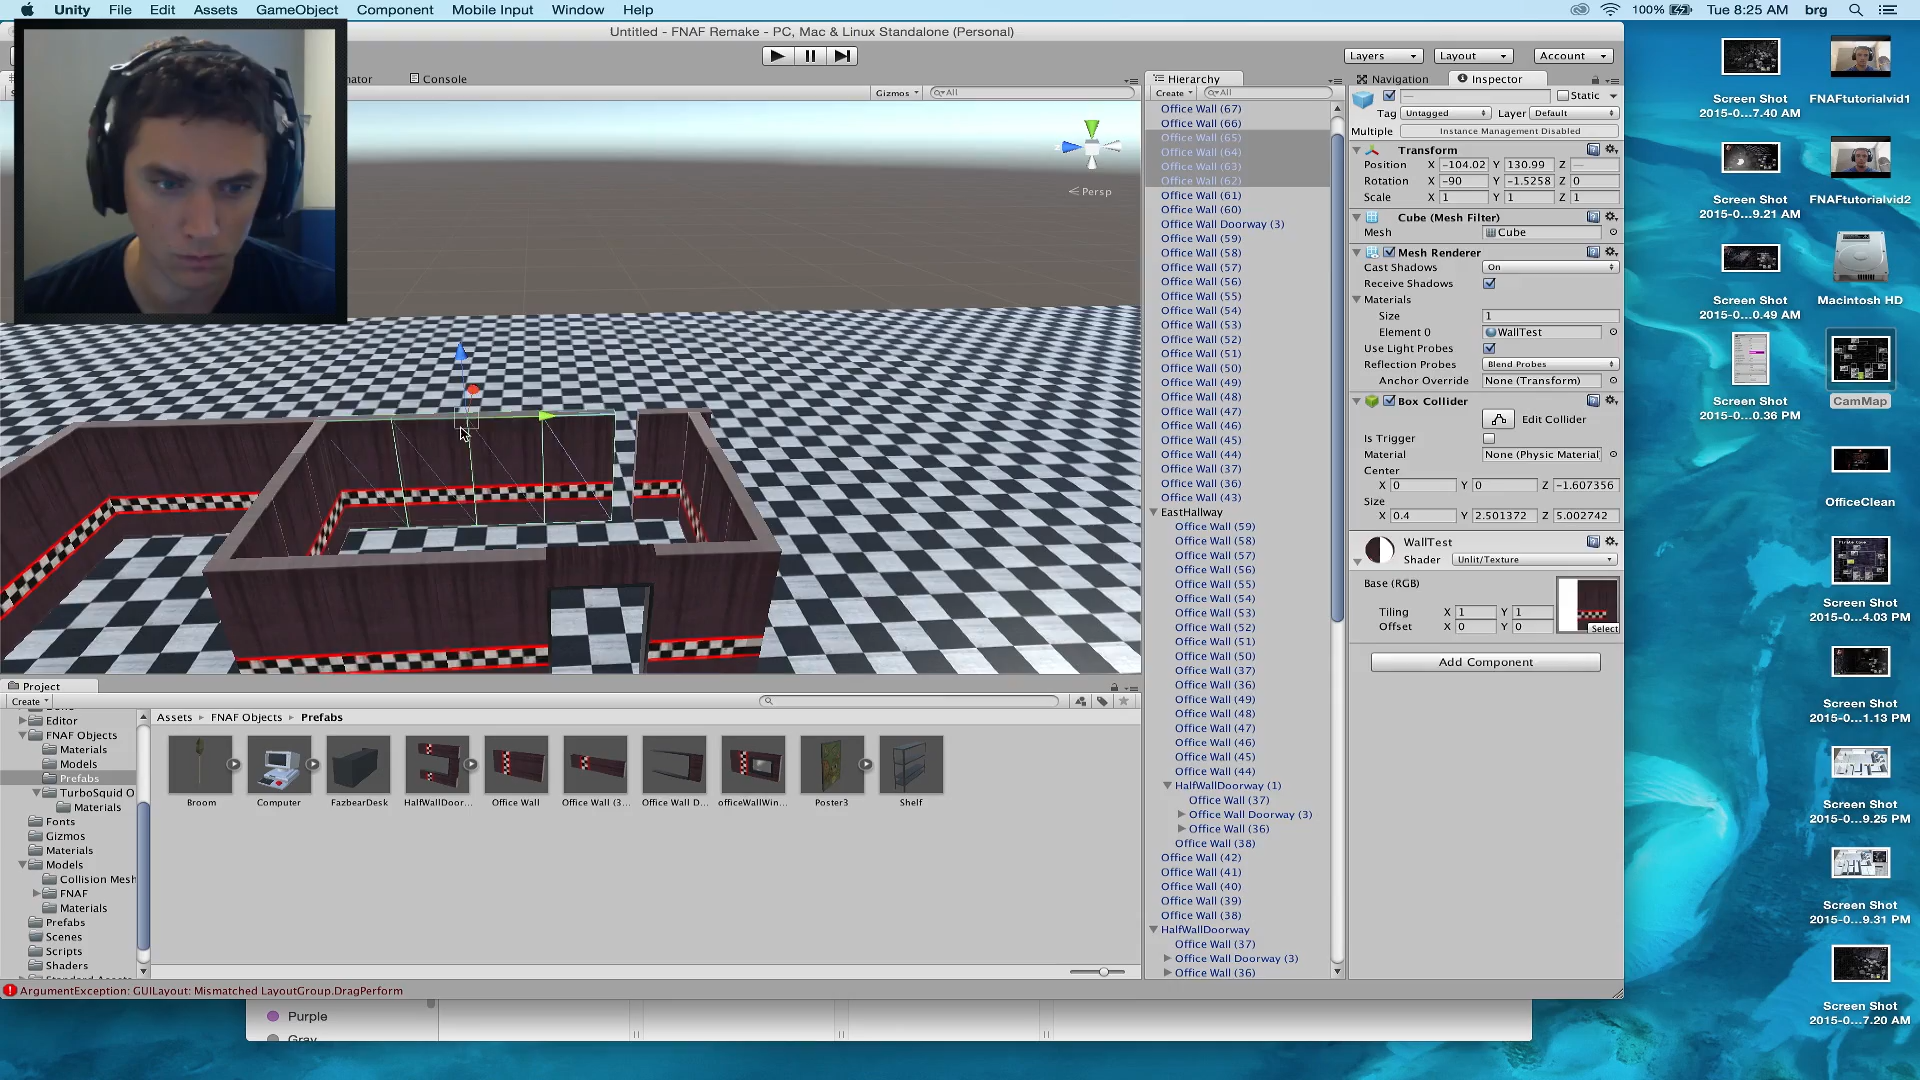 Unity File Edit Assets GameObject Component Mobile Input Window Help
100% Tue 8:25 AM brg
Untitled - FNAF Remake - PC, Mac & Linux Standalone (Personal)
Layers Layout Account
Console
Gizmos All
Persp
Hierarchy
Create All
Office Wall (67)
Office Wall (66)
Office Wall (65)
Office Wall (64)
Office Wall (63)
Office Wall (62)
Office Wall (61)
Office Wall (60)
Office Wall Doorway (3)
Office Wall (59)
Office Wall (58)
Office Wall (57)
Office Wall (56)
Office Wall (55)
Office Wall (54)
Office Wall (53)
Office Wall (52)
Office Wall (51)
Office Wall (50)
Office Wall (49)
Office Wall (48)
Office Wall (47)
Office Wall (46)
Office Wall (45)
Office Wall (44)
Office Wall (37)
Office Wall (36)
Office Wall (43)
EastHallway
Office Wall (59)
Office Wall (58)
Office Wall (57)
Office Wall (56)
Office Wall (55)
Office Wall (54)
Office Wall (53)
Office Wall (52)
Office Wall (51)
Office Wall (50)
Office Wall (37)
Office Wall (36)
Office Wall (49)
Office Wall (48)
Office Wall (47)
Office Wall (46)
Office Wall (45)
Office Wall (44)
HalfWallDoorway (1)
Office Wall (37)
Office Wall Doorway (3)
Office Wall (36)
Office Wall (38)
Office Wall (42)
Office Wall (41)
Office Wall (40)
Office Wall (39)
Office Wall (38)
HalfWallDoorway
Office Wall (37)
Office Wall Doorway (3)
Office Wall (36)
Navigation Inspector
Static
Tag Untagged Layer Default
Multiple Instance Management Disabled
Transform
Position X -104.02 Y 130.99 Z —
Rotation X -90 Y -1.5258 Z 0
Scale X 1 Y 1 Z 1
Cube (Mesh Filter)
Mesh Cube
Mesh Renderer
Cast Shadows On
Receive Shadows
Materials
Size 1
Element 0 WallTest
Use Light Probes
Reflection Probes Blend Probes
Anchor Override None (Transform)
Box Collider
Edit Collider
Is Trigger
Material None (Physic Material)
Center
X 0 Y 0 Z -1.607356
Size
X 0.4 Y 2.501372 Z 5.002742
WallTest
Shader Unlit/Texture
Base (RGB)
Tiling X 1 Y 1
Offset X 0 Y 0
Select
Add Component
Project
Create
Editor
FNAF Objects
Materials
Models
Prefabs
TurboSquid O
Materials
Fonts
Gizmos
Materials
Models
Collision Mesh
FNAF
Materials
Prefabs
Scenes
Scripts
Shaders
Assets FNAF Objects Prefabs
Broom Computer FazbearDesk HalfWallDoor... Office Wall Office Wall (3... Office Wall D... officeWallWin... Poster3 Shelf
ArgumentException: GUILayout: Mismatched LayoutGroup.DragPerform
Purple
Gray
Screen Shot
2015-0...7.40 AM
FNAFtutorialvid1
Screen Shot
2015-0...9.21 AM
FNAFtutorialvid2
Screen Shot
2015-0...0.49 AM
Macintosh HD
Screen Shot
2015-0...0.36 PM
CamMap
OfficeClean
Screen Shot
2015-0...4.03 PM
Screen Shot
2015-0...1.13 PM
Screen Shot
2015-0...9.25 PM
Screen Shot
2015-0...9.31 PM
Screen Shot
2015-0...7.20 AM